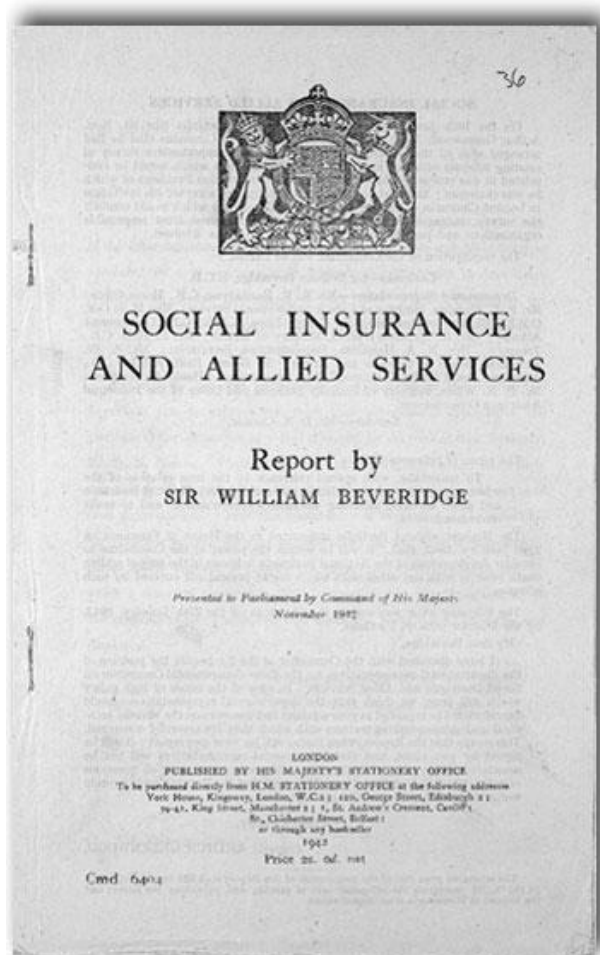 36
SOCIAL INSURANCE
AND ALLIED SERVICES
Report by
SIR WILLIAM BEVERIDGE
Presented to Parliament by Command of His Majesty
November 1942
LONDON
PUBLISHED BY HIS MAJESTY'S STATIONERY OFFICE
To be purchased directly from H.M. STATIONERY OFFICE at the following addresses
York House, Kingsway, London, W.C.2; 120, George Street, Edinburgh 2;
39-41, King Street, Manchester 2; 1, St. Andrew's Crescent, Cardiff;
Chichester Street, Belfast;
or through any bookseller
1942
Price 2s. 0d. net
Cmd. 6404